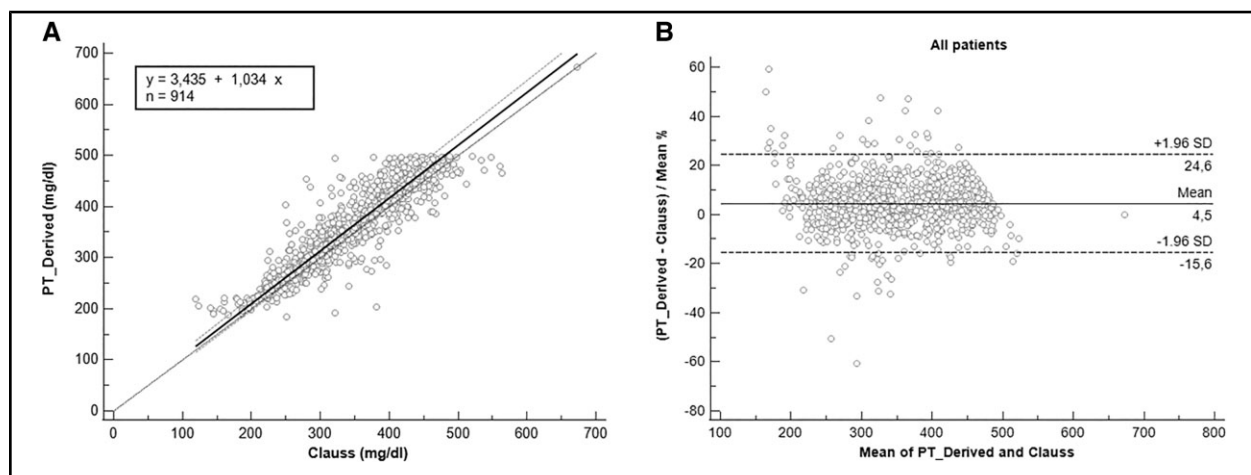 A
y = 3,435 + 1,034 x
n = 914
700
600
500
400
300
200
100
0
PT_Derived (mg/dl)
0 100 200 300 400 500 600 700
Clauss (mg/dl)
B
All patients
60
40
20
0
-20
-40
-60
-80
(PT_Derived - Clauss) / Mean %
+1.96 SD
24,6
Mean
4,5
-1.96 SD
-15,6
100 200 300 400 500 600 700 800
Mean of PT_Derived and Clauss